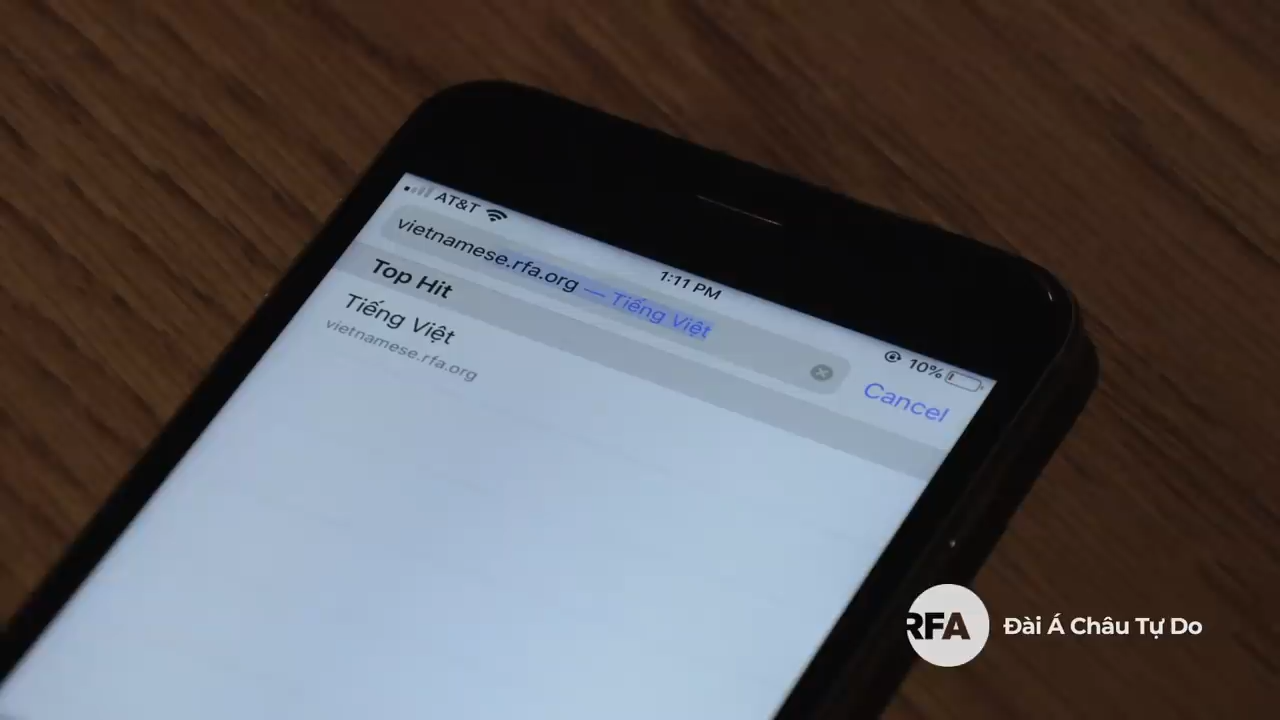 AT&T
1:11 PM
10%
vietnamese.rfa.org — Tiếng Việt
Cancel
Top Hit
Tiếng Việt
vietnamese.rfa.org
RFA Đài Á Châu Tự Do